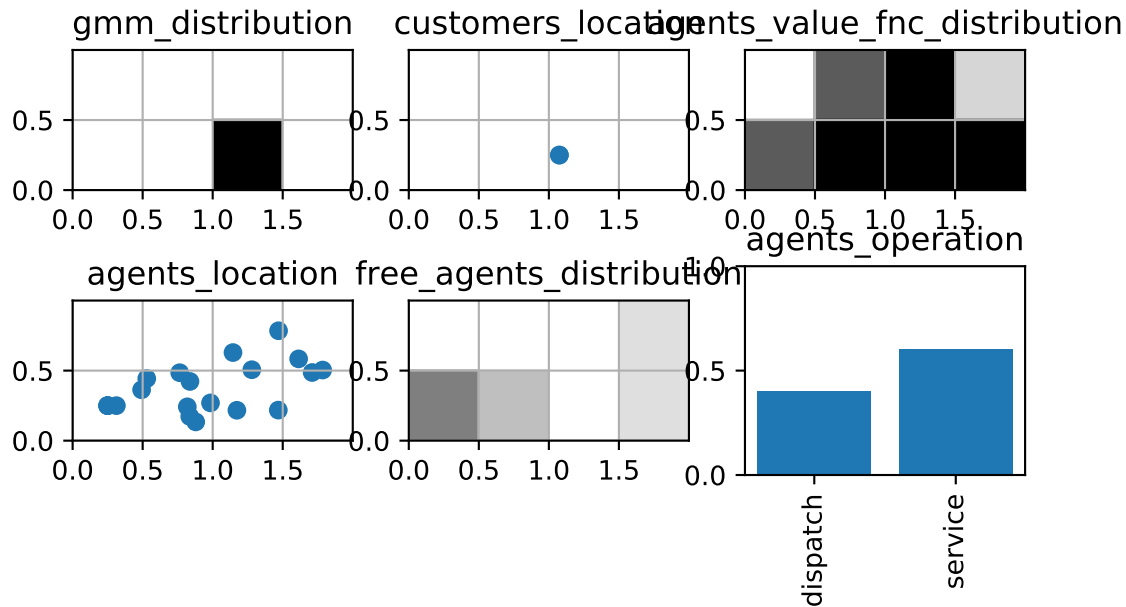 gmm_distribution
customers_location
agents_value_fnc_distribution
0.5
0.0
0.0 0.5 1.0 1.5
0.5
0.0
0.0 0.5 1.0 1.5
0.5
0.0
0.0 0.5 1.0 1.5
agents_location
free_agents_distribution
agents_operation
0.5
0.0
0.0 0.5 1.0 1.5
0.5
0.0
0.0 0.5 1.0 1.5
1.0
0.5
0.0
dispatch
service